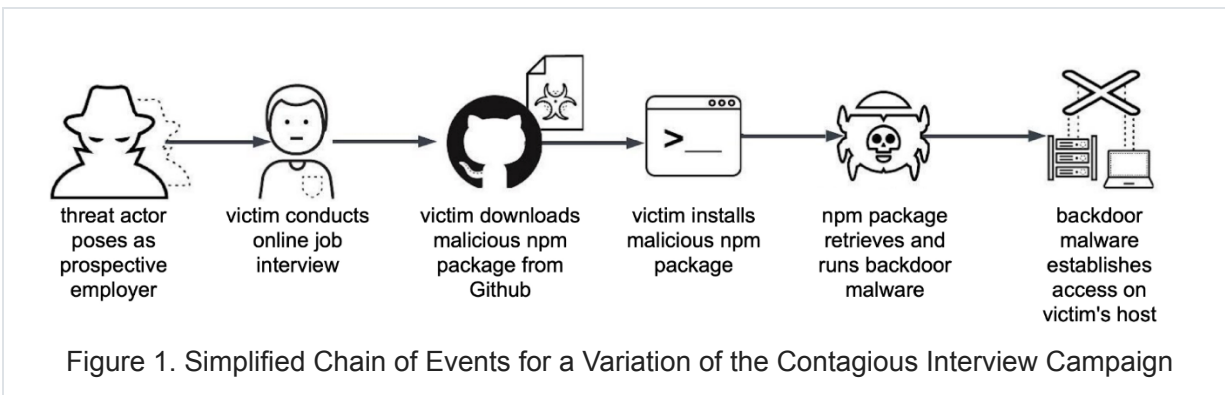 >_
threat actor
poses as
prospective
employer
victim conducts
online job
interview
victim downloads
malicious npm
package from
Github
victim installs
malicious npm
package
npm package
retrieves and
runs backdoor
malware
backdoor
malware
establishes
access on
victim's host
Figure 1. Simplified Chain of Events for a Variation of the Contagious Interview Campaign